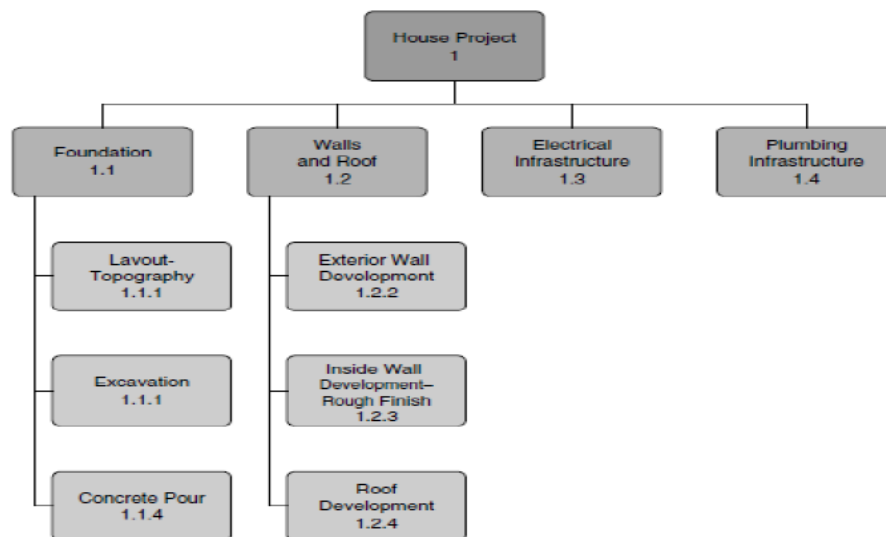 House Project
1
Foundation
1.1
Walls
and Roof
1.2
Electrical
Infrastructure
1.3
Plumbing
Infrastructure
1.4
Lavout-
Topography
1.1.1
Excavation
1.1.1
Concrete Pour
1.1.4
Exterior Wall
Development
1.2.2
Inside Wall
Development–
Rough Finish
1.2.3
Roof
Development
1.2.4